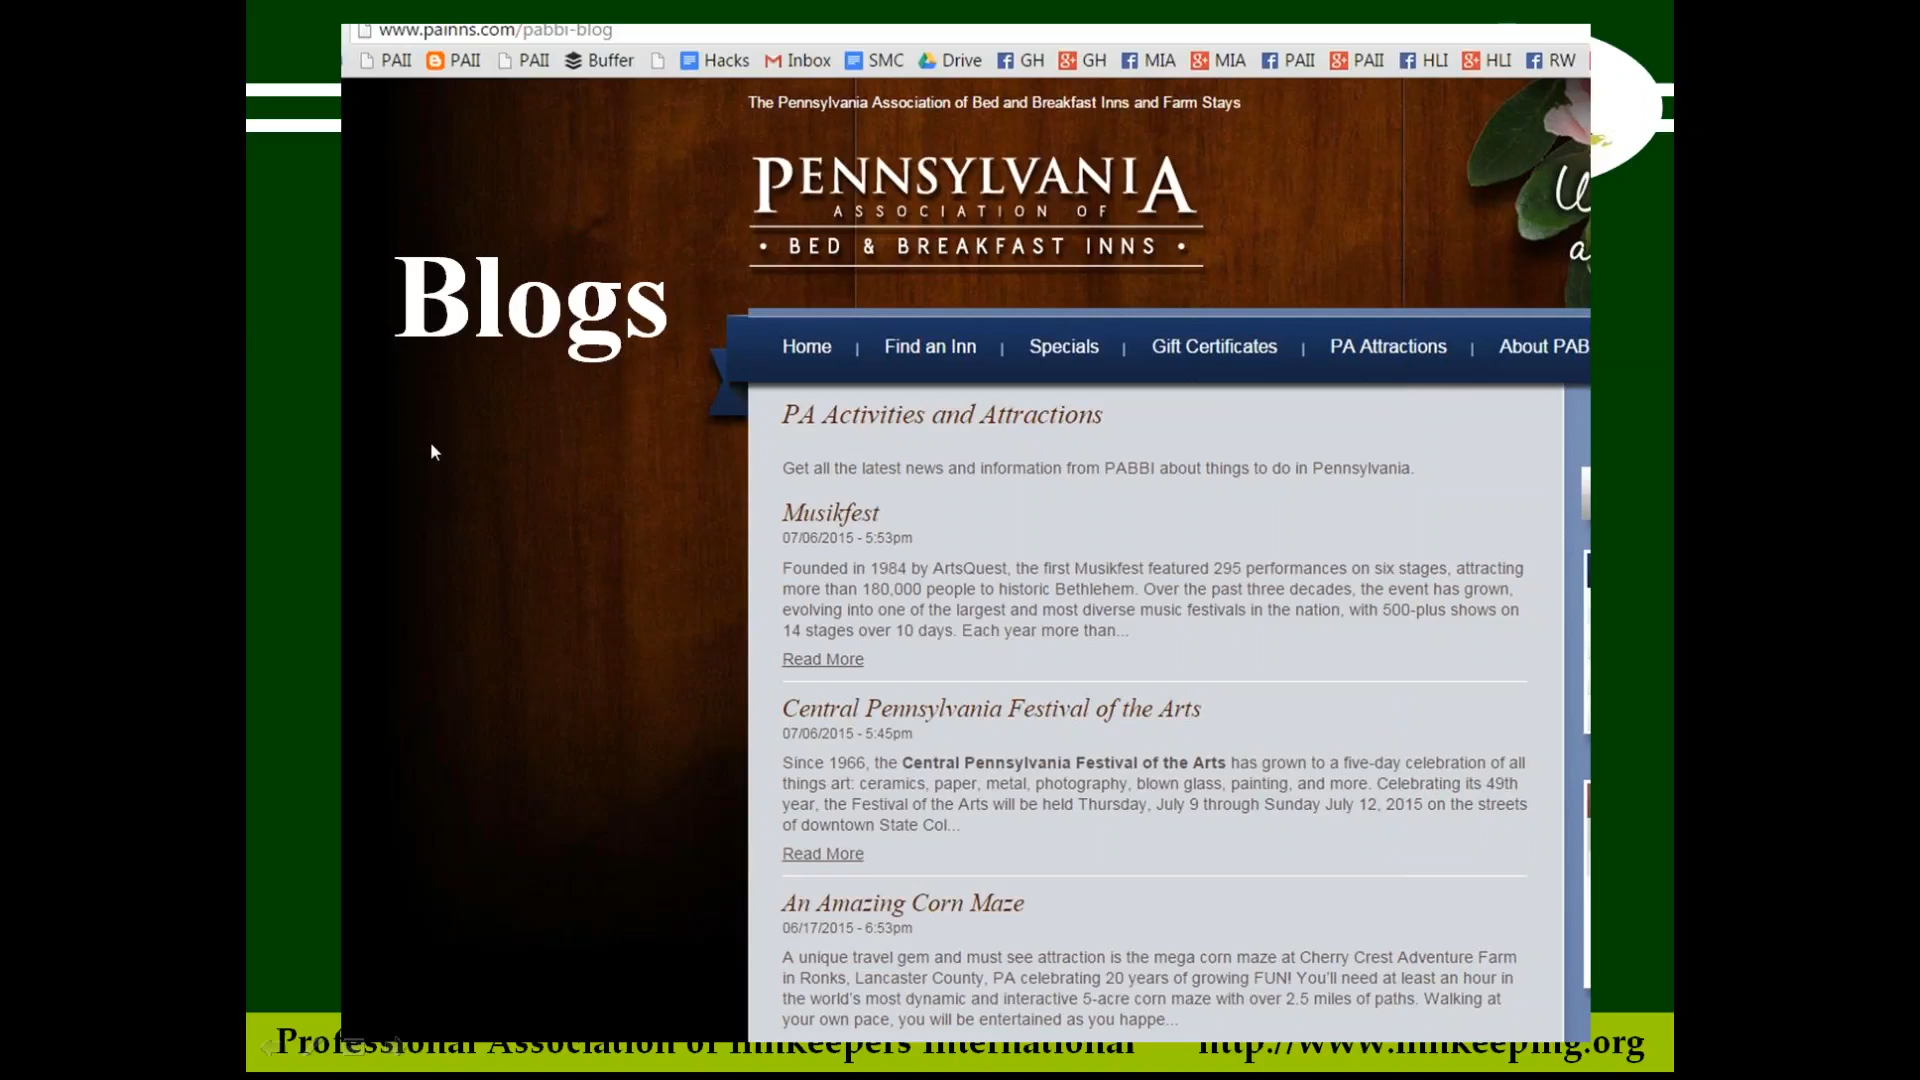 www.painns.com/pabbi-blog
PAII PAII PAII Buffer Hacks Inbox SMC Drive GH GH MIA MIA PAII PAII HLI HLI RW
The Pennsylvania Association of Bed and Breakfast Inns and Farm Stays
PENNSYLVANIA
ASSOCIATION OF
• BED & BREAKFAST INNS •
Blogs
Home | Find an Inn | Specials | Gift Certificates | PA Attractions | About PAB
PA Activities and Attractions
Get all the latest news and information from PABBI about things to do in Pennsylvania.
Musikfest
07/06/2015 - 5:53pm
Founded in 1984 by ArtsQuest, the first Musikfest featured 295 performances on six stages, attracting
more than 180,000 people to historic Bethlehem. Over the past three decades, the event has grown,
evolving into one of the largest and most diverse music festivals in the nation, with 500-plus shows on
14 stages over 10 days. Each year more than...
Read More
Central Pennsylvania Festival of the Arts
07/06/2015 - 5:45pm
Since 1966, the Central Pennsylvania Festival of the Arts has grown to a five-day celebration of all
things art: ceramics, paper, metal, photography, blown glass, painting, and more. Celebrating its 49th
year, the Festival of the Arts will be held Thursday, July 9 through Sunday July 12, 2015 on the streets
of downtown State Col...
Read More
An Amazing Corn Maze
06/17/2015 - 6:53pm
A unique travel gem and must see attraction is the mega corn maze at Cherry Crest Adventure Farm
in Ronks, Lancaster County, PA celebrating 20 years of growing FUN! You'll need at least an hour in
the world's most dynamic and interactive 5-acre corn maze with over 2.5 miles of paths. Walking at
your own pace, you will be entertained as you happe...
Professional Association of Innkeepers International http://www.innkeeping.org